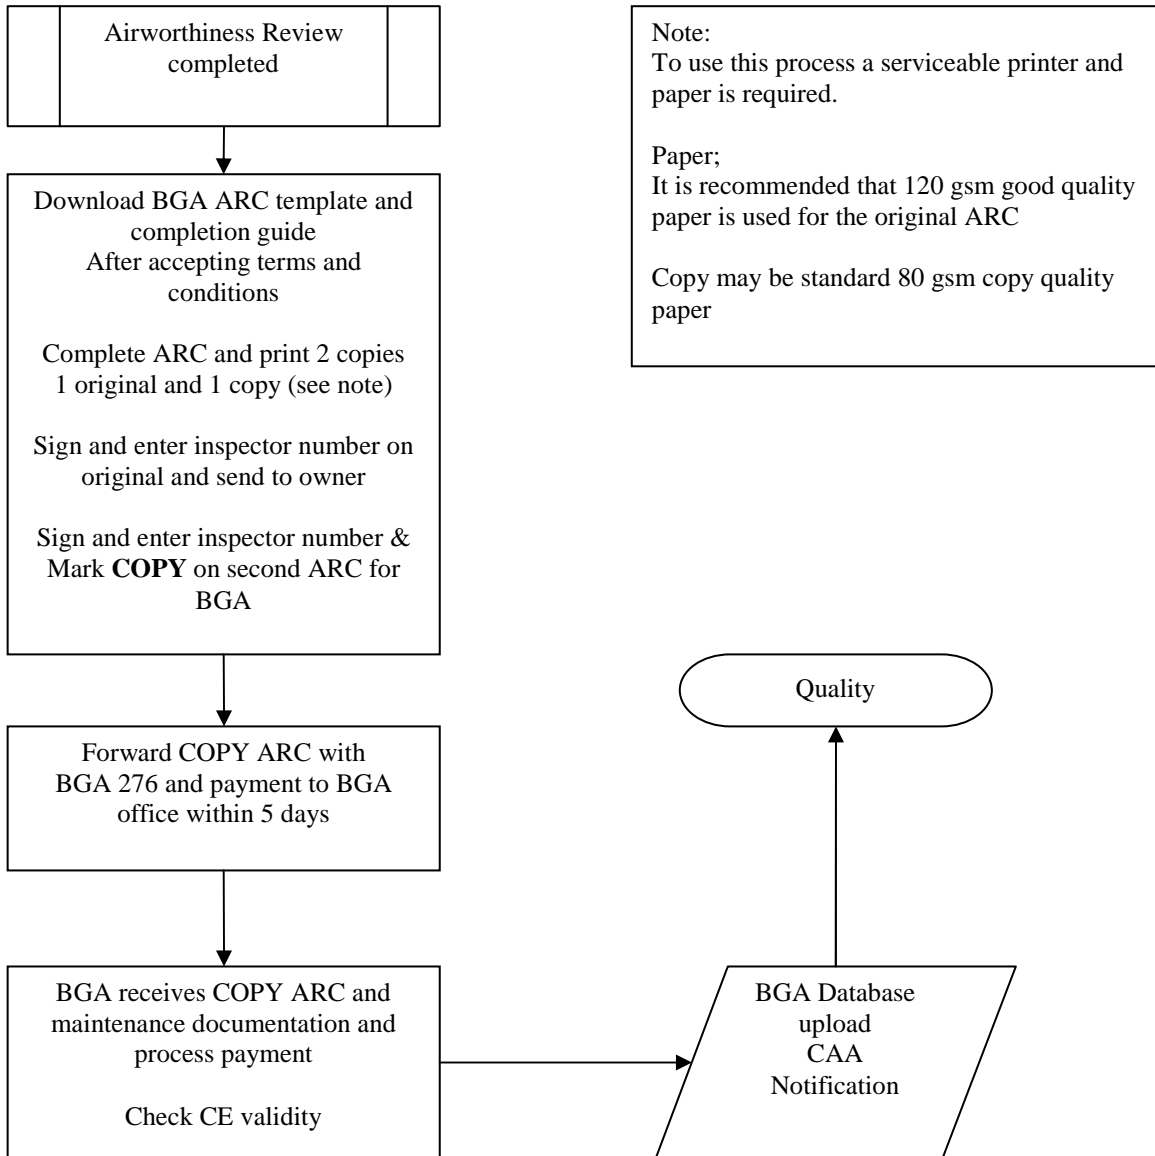 Airworthiness Review
completed
Note:
To use this process a serviceable printer and
paper is required.
Paper;
It is recommended that 120 gsm good quality
paper is used for the original ARC
Copy may be standard 80 gsm copy quality
paper
Download BGA ARC template and
completion guide
After accepting terms and
conditions
Complete ARC and print 2 copies
1 original and 1 copy (see note)
Sign and enter inspector number on
original and send to owner
Sign and enter inspector number &
Mark COPY on second ARC for
BGA
Forward COPY ARC with
BGA 276 and payment to BGA
office within 5 days
BGA receives COPY ARC and
maintenance documentation and
process payment
Check CE validity
BGA Database
upload
CAA
Notification
Quality